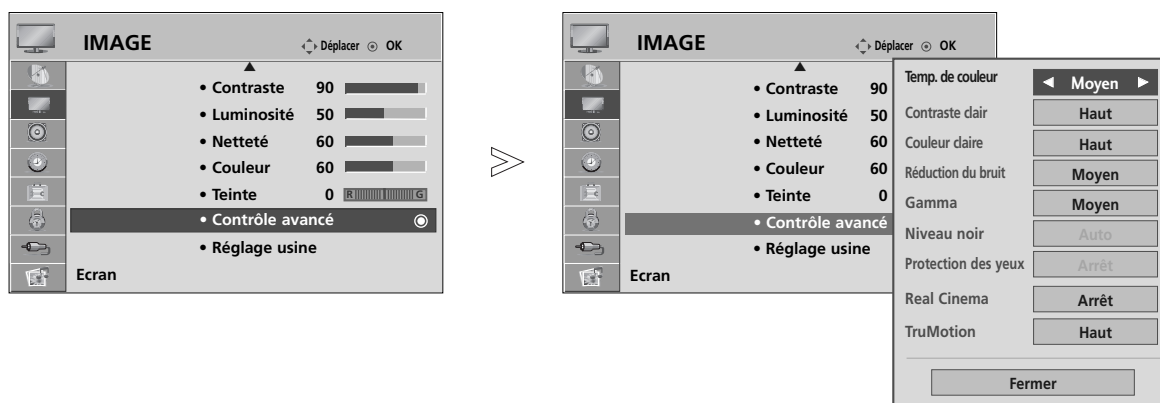 IMAGE Déplacer OK
• Contraste 90
• Luminosité 50
• Netteté 60
• Couleur 60
• Teinte 0 R G
• Contrôle avancé
• Réglage usine
Ecran
IMAGE Déplacer OK
• Contraste 90
• Luminosité 50
• Netteté 60
• Couleur 60
• Teinte 0
• Contrôle avancé
• Réglage usine
Ecran
Temp. de couleur Moyen
Contraste clair Haut
Couleur claire Haut
Réduction du bruit Moyen
Gamma Moyen
Niveau noir Auto
Protection des yeux Arrêt
Real Cinema Arrêt
TruMotion Haut
Fermer